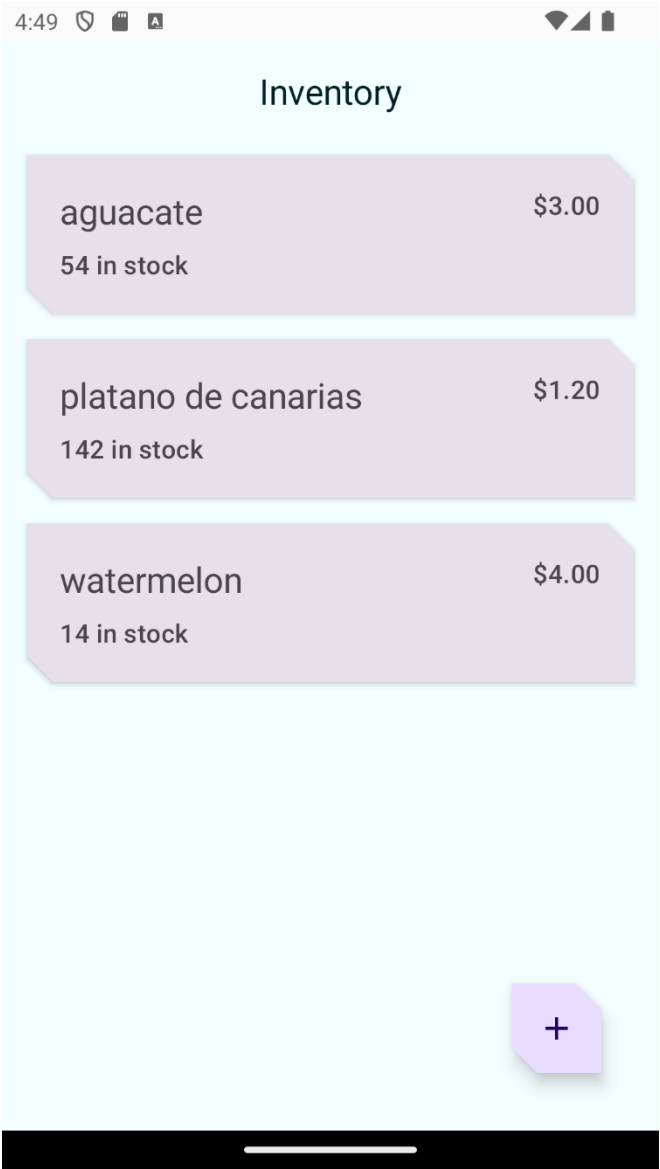 4:49 A
Inventory
aguacate $3.00
54 in stock
platano de canarias $1.20
142 in stock
watermelon $4.00
14 in stock
+